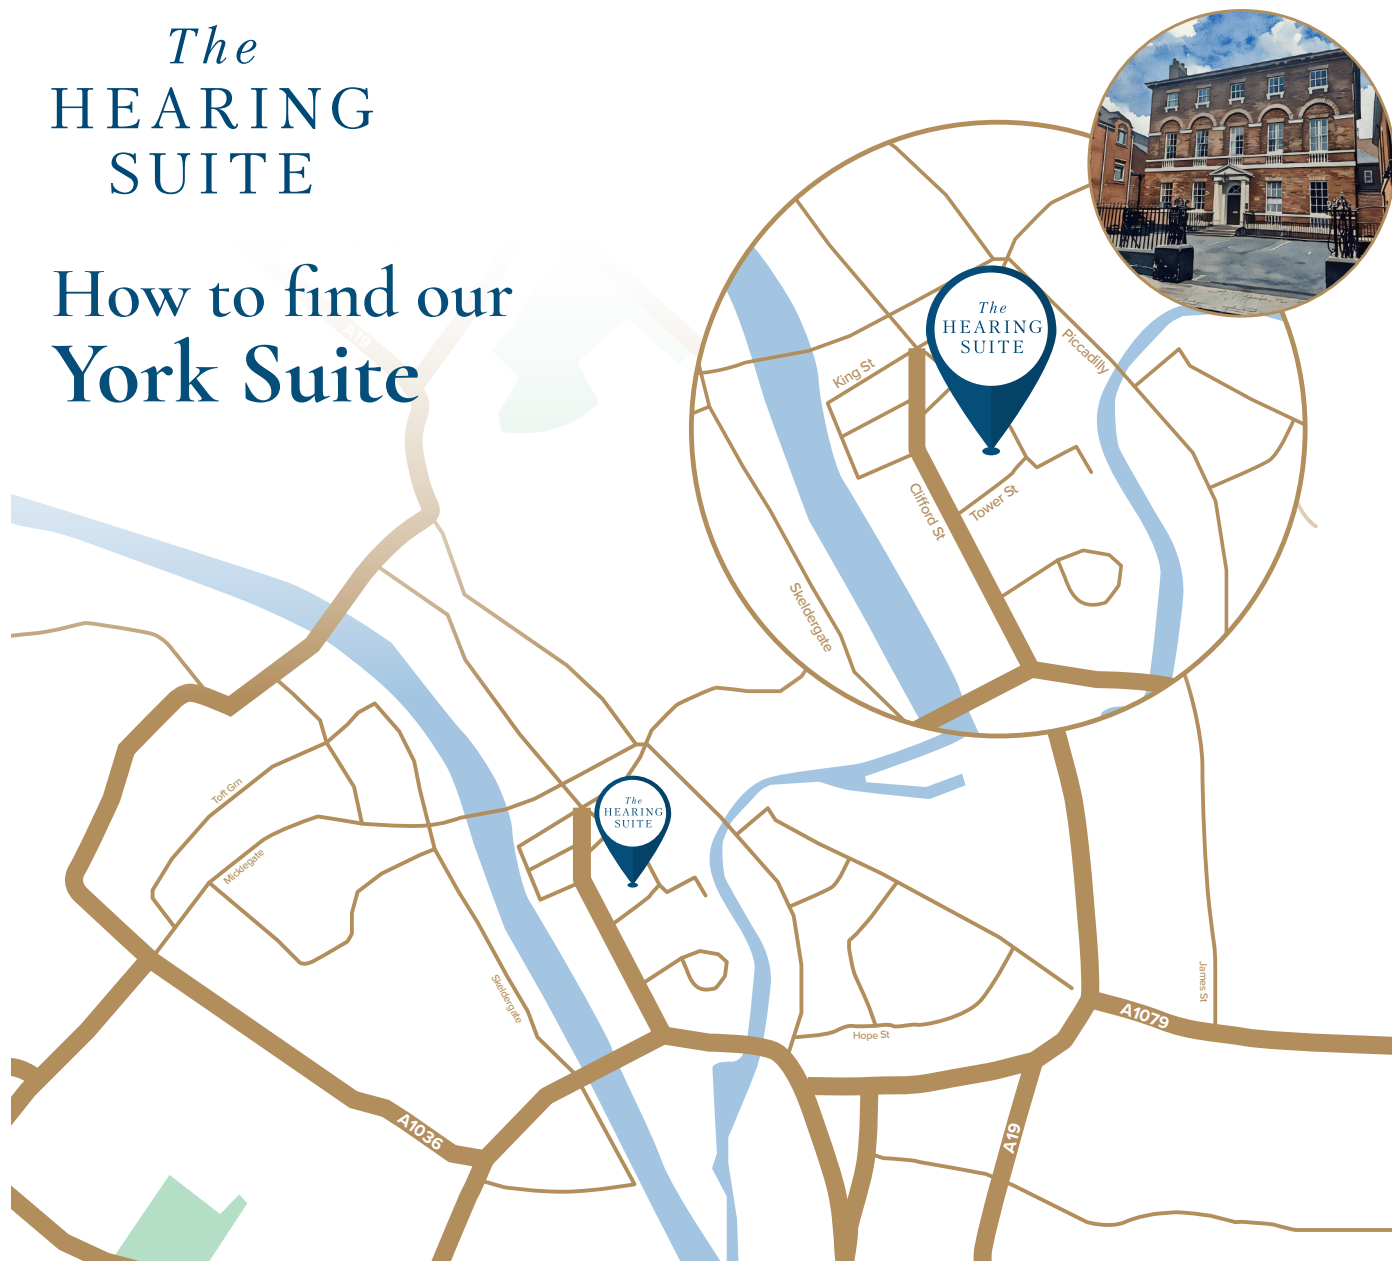 The
HEARING
SUITE
How to find our
York Suite
A19
The
HEARING
SUITE
King St
Piccadilly
Clifford St
Tower St
Skeldergate
Toft Grn
Micklegate
The
HEARING
SUITE
Skeldergate
Hope St
James St
A1079
A1036
A19